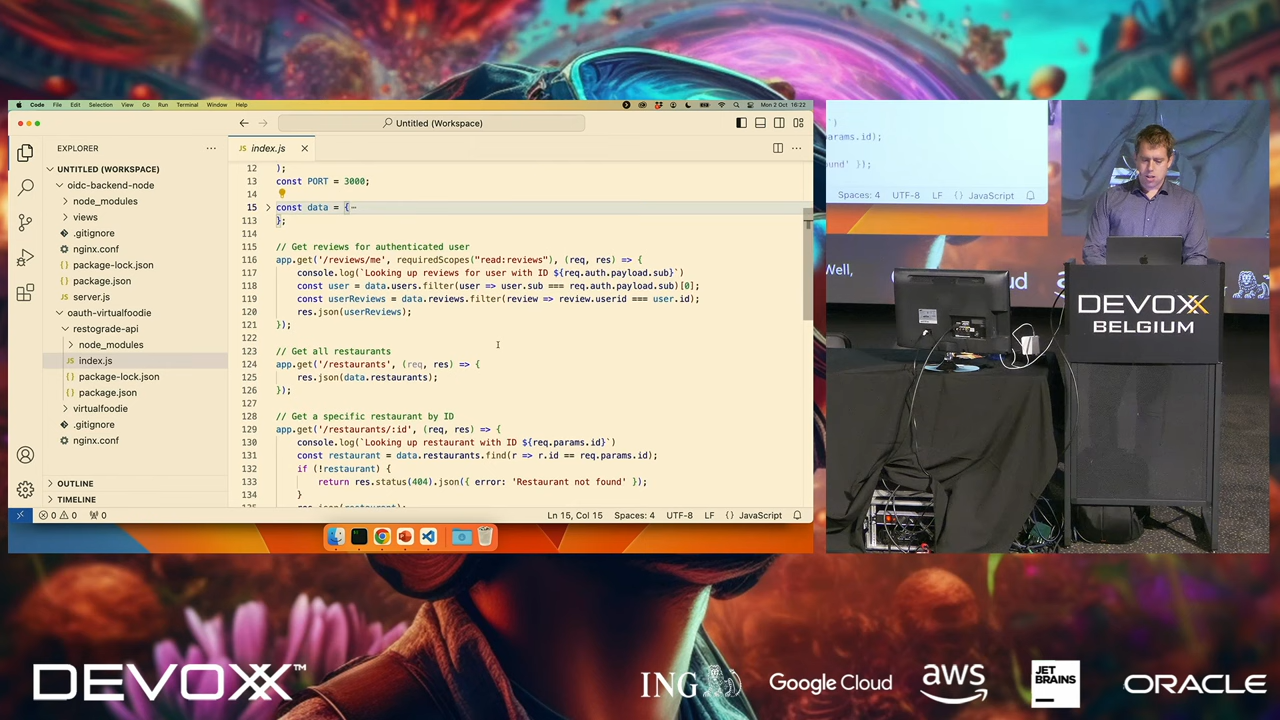 Code File Edit Selection View Go Run Terminal Window Help
Mon 2 Oct 16:22
Untitled (Workspace)
EXPLORER
UNTITLED (WORKSPACE)
oidc-backend-node
node_modules
views
.gitignore
nginx.conf
{} package-lock.json
{} package.json
JS server.js
oauth-virtualfoodie
restograde-api
node_modules
JS index.js
{} package-lock.json
{} package.json
virtualfoodie
.gitignore
nginx.conf
OUTLINE
TIMELINE
JS index.js
12 );
13 const PORT = 3000;
14
15 const data = {
113 };
114
115 // Get reviews for authenticated user
116 app.get('/reviews/me', requiredScopes("read:reviews"), (req, res) => {
117 console.log(`Looking up reviews for user with ID ${req.auth.payload.sub}`)
118 const user = data.users.filter(user => user.sub === req.auth.payload.sub)[0];
119 const userReviews = data.reviews.filter(review => review.userid === user.id);
120 res.json(userReviews);
121 });
122
123 // Get all restaurants
124 app.get('/restaurants', (req, res) => {
125 res.json(data.restaurants);
126 });
127
128 // Get a specific restaurant by ID
129 app.get('/restaurants/:id', (req, res) => {
130 console.log(`Looking up restaurant with ID ${req.params.id}`)
131 const restaurant = data.restaurants.find(r => r.id == req.params.id);
132 if (!restaurant) {
133 return res.status(404).json({ error: 'Restaurant not found' });
134 }
0 0 0
Ln 15, Col 15 Spaces: 4 UTF-8 LF {} JavaScript
)
arams.id);
und' });
Spaces: 4 UTF-8 LF {} JavaScript
Well,
DEVOXX
BELGIUM
DEVOXX™
ING
Google Cloud
aws
JET
BRAINS
ORACLE